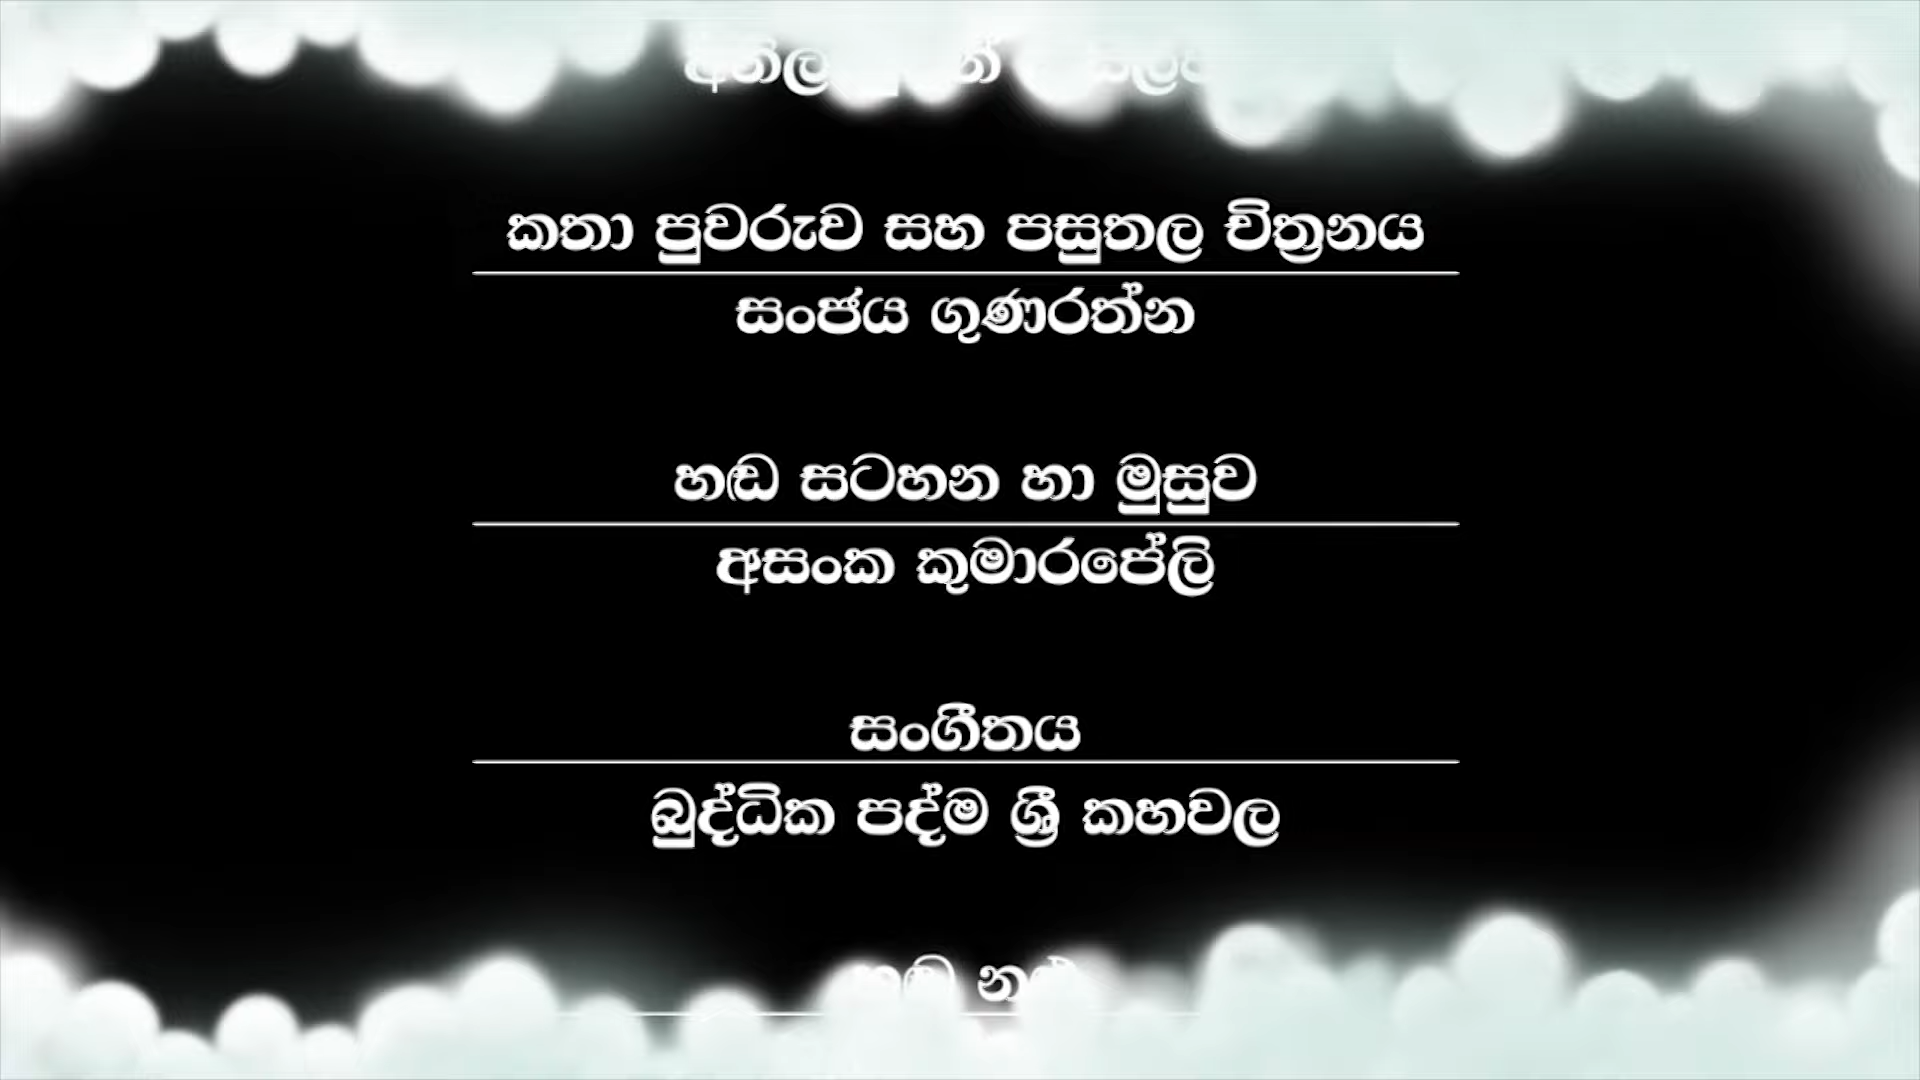 කතා පුවරුව සහ පසුතල චිත්‍රනය
සංජය ගුණරත්න
හඬ සටහන හා මුසුව
අසංක කුමාරපේලි
සංගීතය
බුද්ධික පද්ම ශ්‍රී කහවල